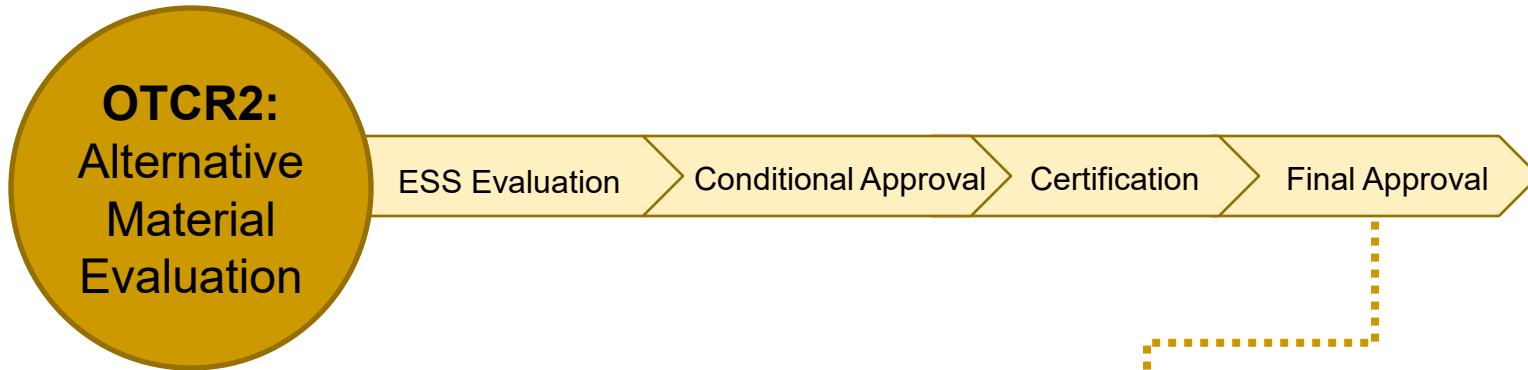 OTCR2:
Alternative
Material
Evaluation
ESS Evaluation
Conditional Approval
Certification
Final Approval